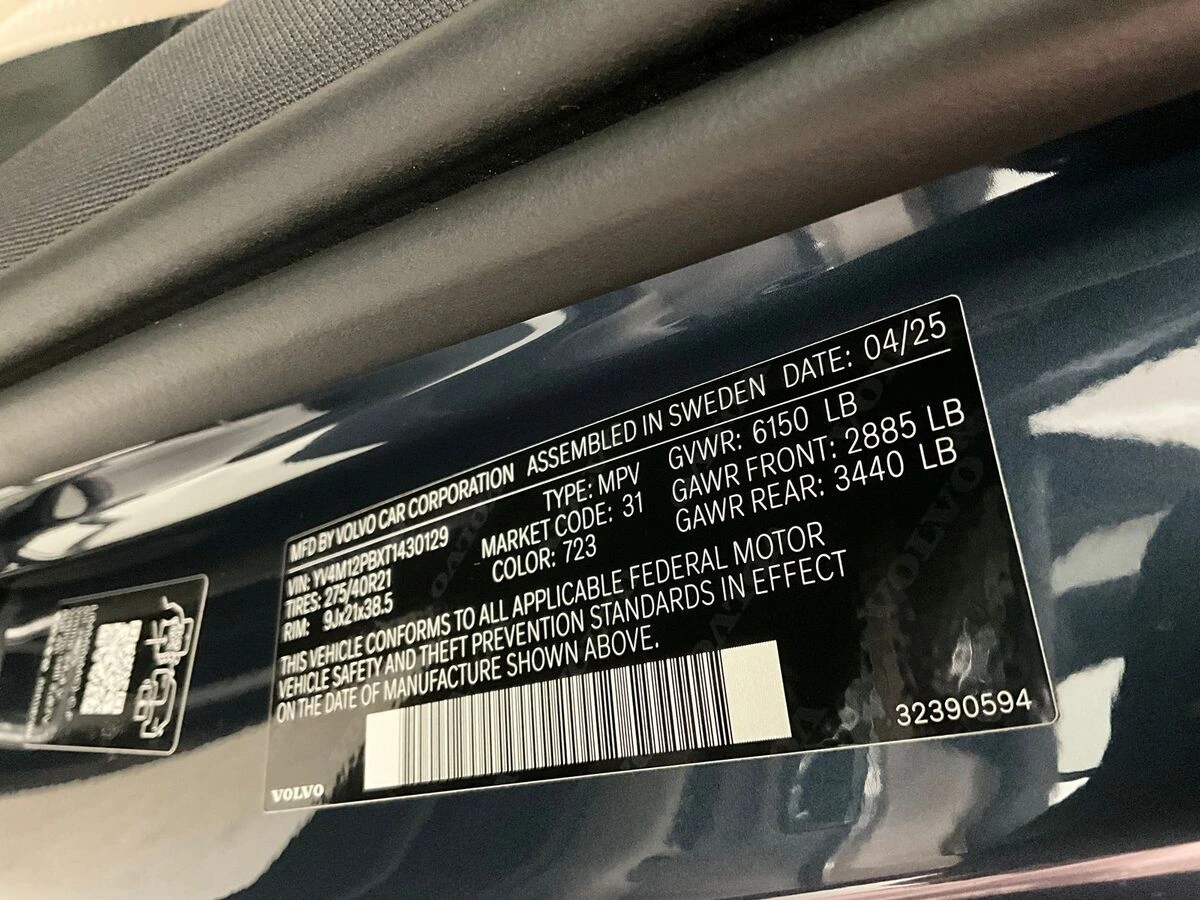 MFD BY VOLVO CAR CORPORATION ASSEMBLED IN SWEDEN DATE: 04/25
VIN: YV4M12PBXT1430129 TYPE: MPV GVWR: 6150 LB
TIRES: 275/40R21 MARKET CODE: 31 GAWR FRONT: 2885 LB
RIM: 9Jx21x38.5 COLOR: 723 GAWR REAR: 3440 LB
THIS VEHICLE CONFORMS TO ALL APPLICABLE FEDERAL MOTOR
VEHICLE SAFETY AND THEFT PREVENTION STANDARDS IN EFFECT
ON THE DATE OF MANUFACTURE SHOWN ABOVE.
VOLVO 32390594